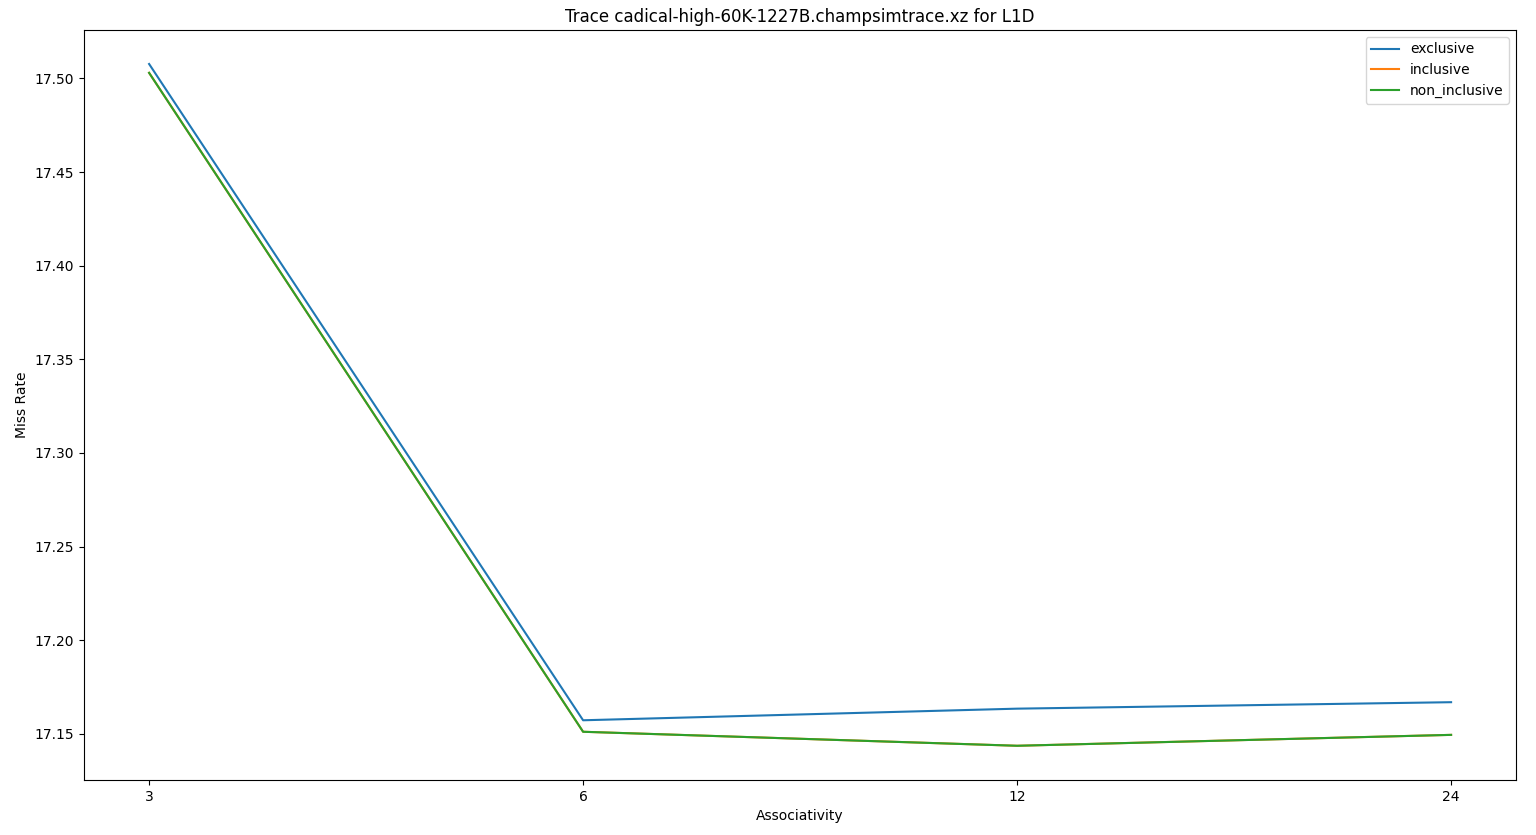 Trace cadical-high-60K-1227B.champsimtrace.xz for L1D
exclusive
inclusive
non_inclusive
17.50
17.45
17.40
17.35
17.30
17.25
17.20
17.15
Miss Rate
3
6
12
24
Associativity